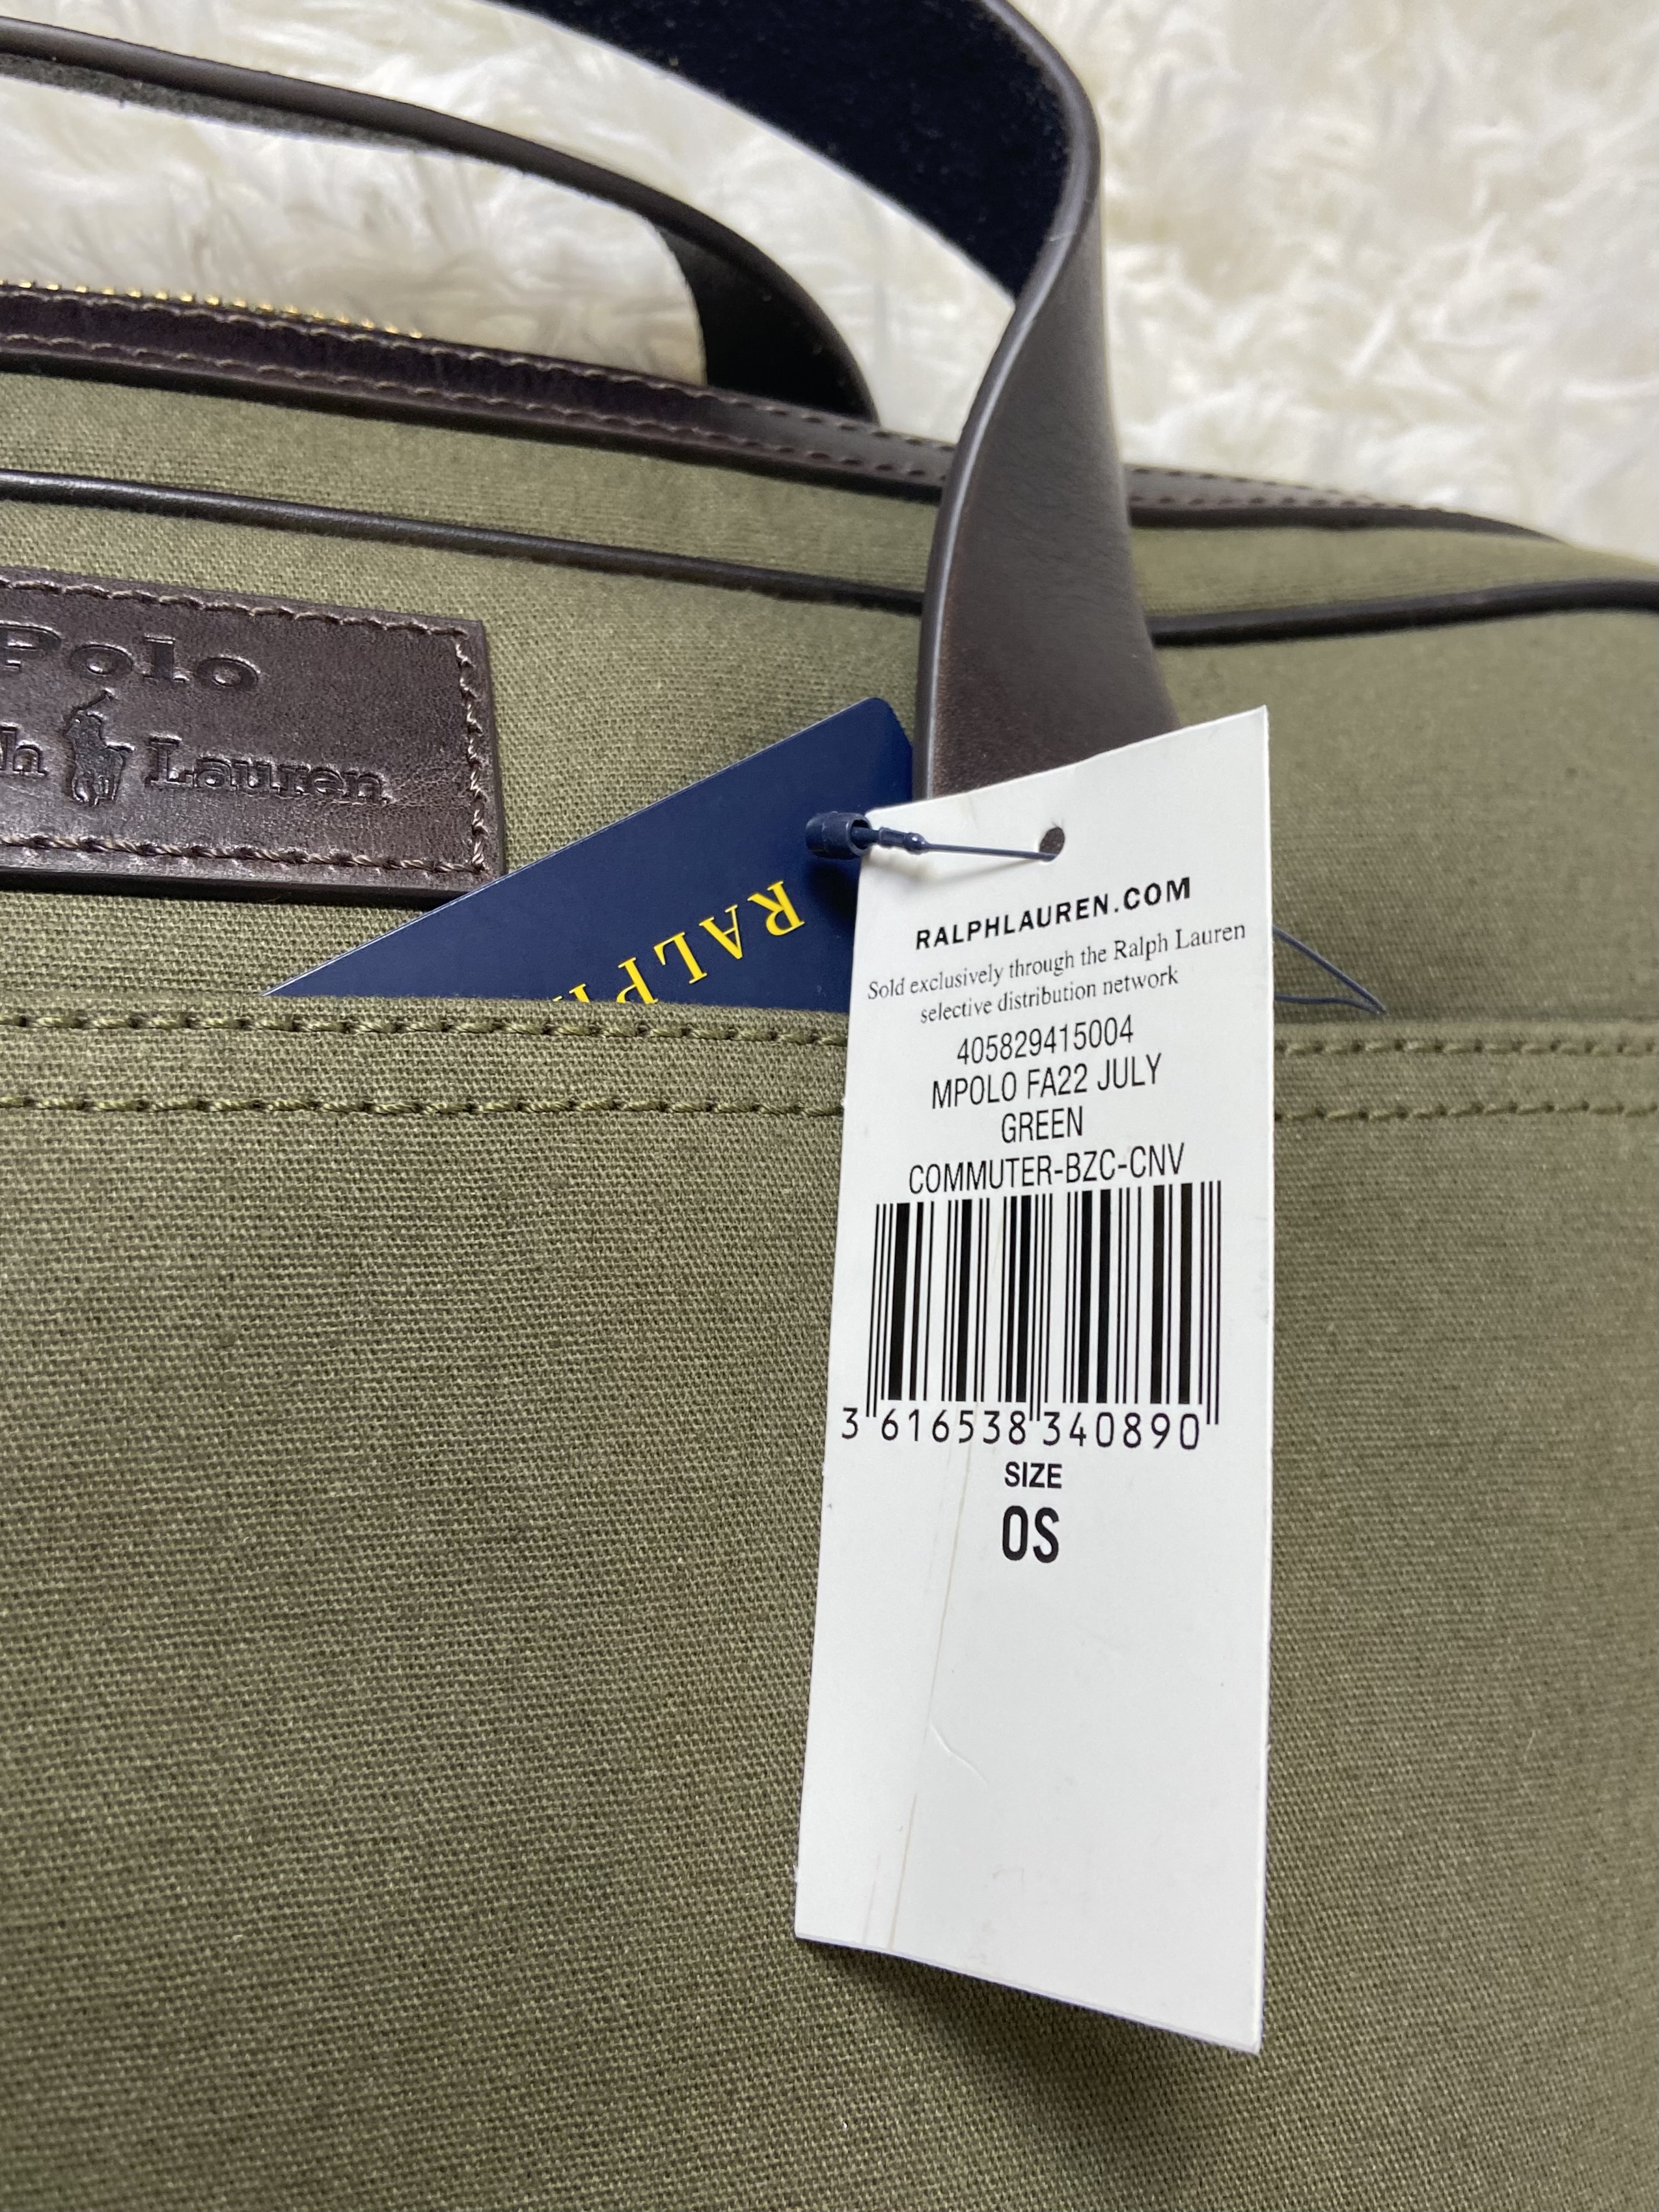 Polo
h Lauren
RALPH
RALPHLAUREN.COM
Sold exclusively through the Ralph Lauren
selective distribution network
405829415004
MPOLO FA22 JULY
GREEN
COMMUTER-BZC-CNV
3 616538 340890
SIZE
OS